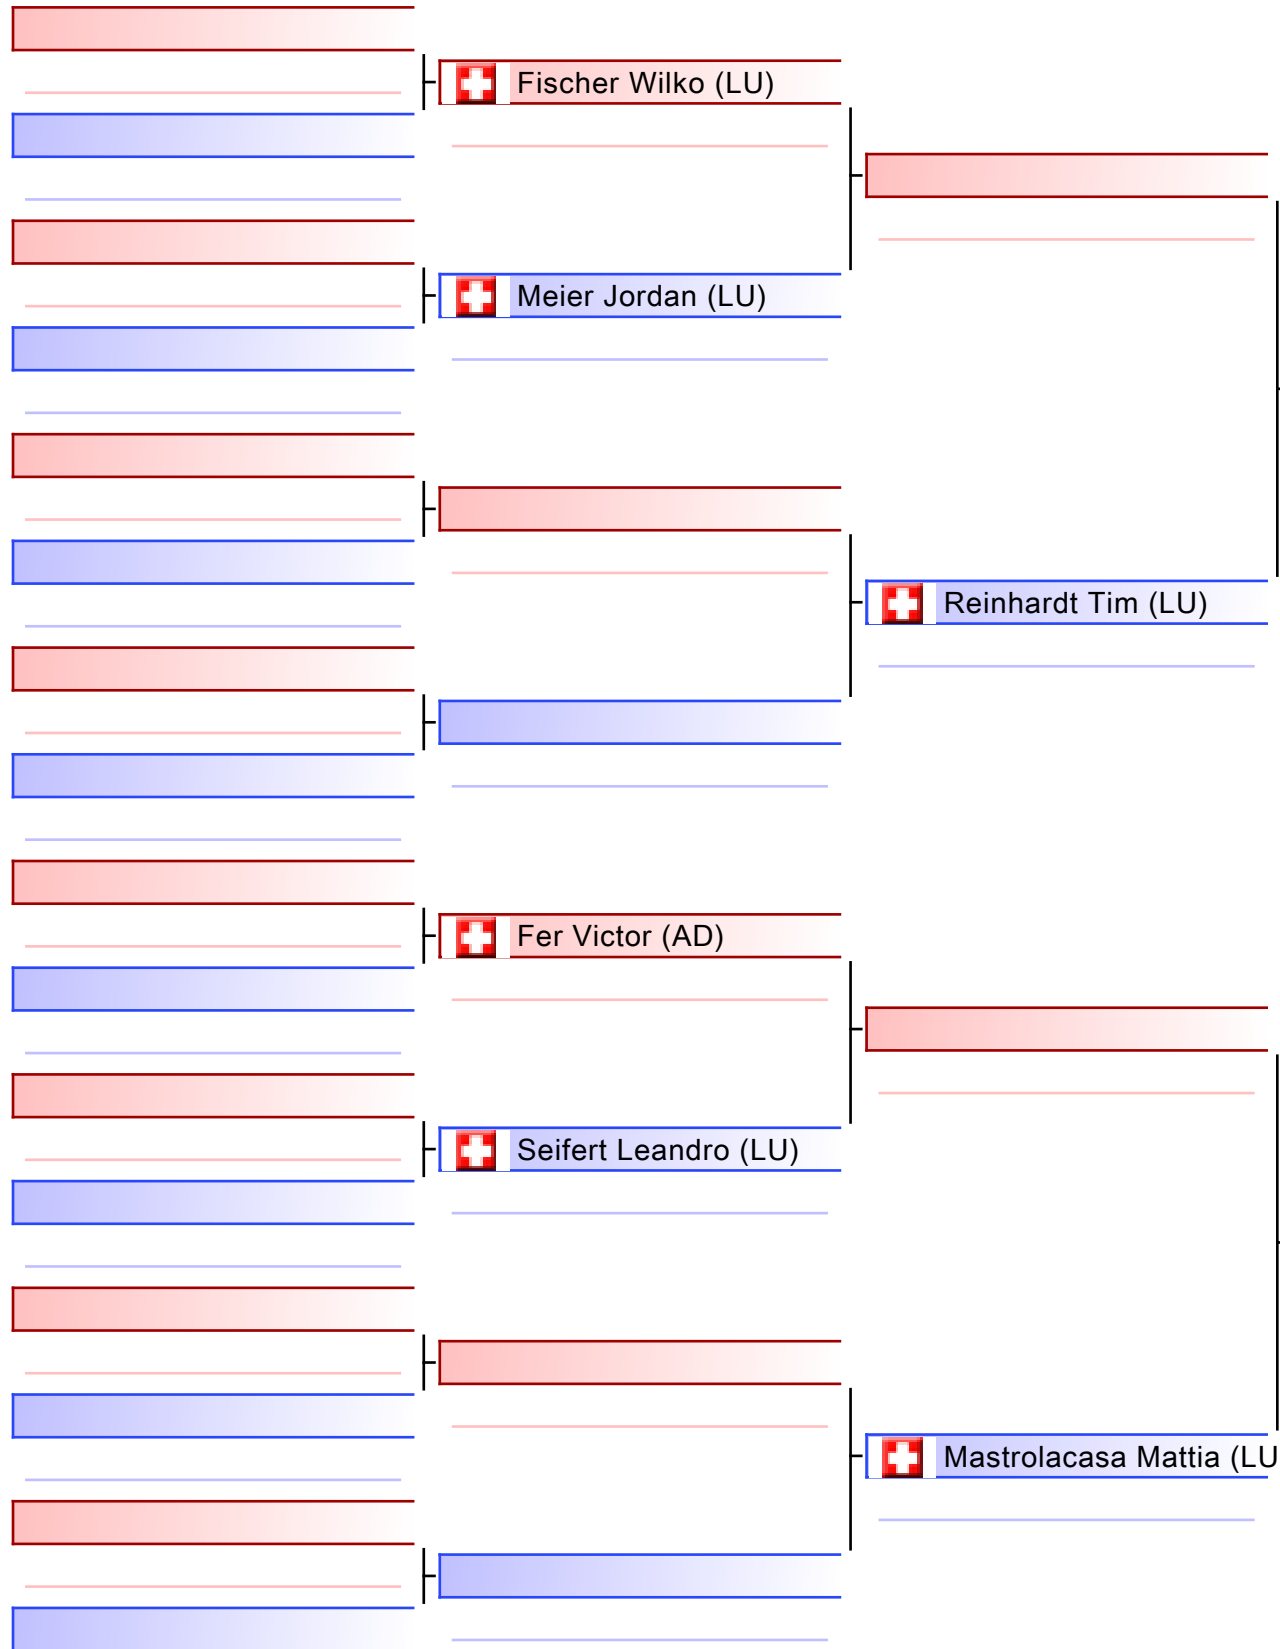 Fischer Wilko (LU)
Meier Jordan (LU)
Reinhardt Tim (LU)
Fer Victor (AD)
Seifert Leandro (LU)
Mastrolacasa Mattia (LU